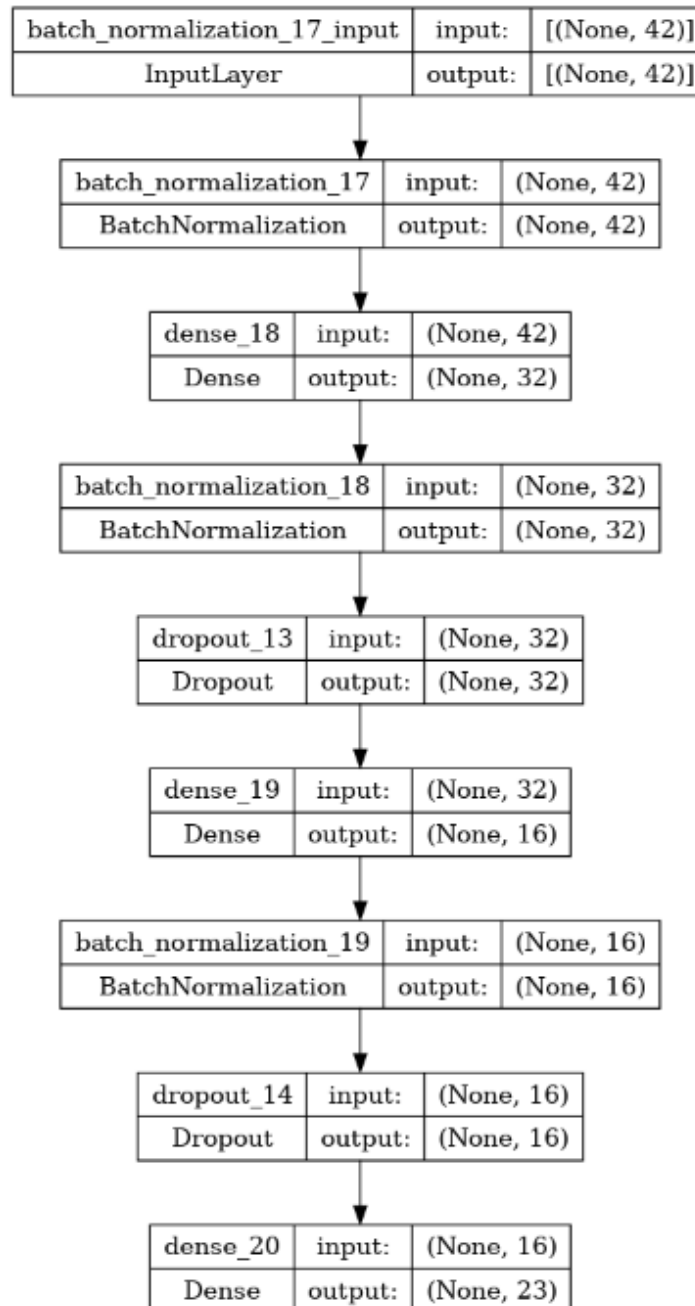 batch_normalization_17_input input: [(None, 42)]
InputLayer output: [(None, 42)]
batch_normalization_17 input: (None, 42)
BatchNormalization output: (None, 42)
dense_18 input: (None, 42)
Dense output: (None, 32)
batch_normalization_18 input: (None, 32)
BatchNormalization output: (None, 32)
dropout_13 input: (None, 32)
Dropout output: (None, 32)
dense_19 input: (None, 32)
Dense output: (None, 16)
batch_normalization_19 input: (None, 16)
BatchNormalization output: (None, 16)
dropout_14 input: (None, 16)
Dropout output: (None, 16)
dense_20 input: (None, 16)
Dense output: (None, 23)